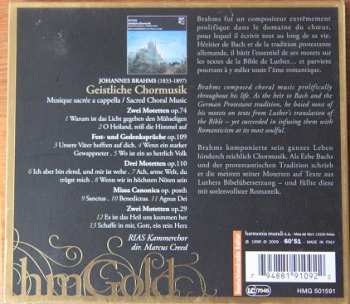 JOHANNES BRAHMS (1833-1897)
Geistliche Chormusik
Musique sacrée a cappella / Sacred Choral Music
Zwei Motetten op.74
1 Warum ist das Licht gegeben dem Mühseligen
2 O Heiland, reiß die Himmel auf
Fest- und Gedenksprüche op.109
3 Unsere Väter hofften auf dich / 4 Wenn ein starker
Gewappneter / 5 Wo ist ein so herrlich Volk
Drei Motetten op.110
6 Ich aber bin elend, und mir ist wehe / 7 Ach, arme Welt, du
trügst mich / 8 Wenn wir in höchsten Nöten sein
Missa Canonica op. posth
9 Sanctus / 10 Benedictus / 11 Agnus Dei
Zwei Motetten op.29
12 Es ist das Heil uns kommen her
13 Schaffe in mir, Gott, ein rein Herz
RIAS Kammerchor
dir. Marcus Creed
hmGold
Brahms fut un compositeur extrêmement
prolifique dans le domaine du chœur,
pour lequel il écrivit tout au long de sa vie.
Héritier de Bach et de la tradition protestante
allemande, il bâtit l'essentiel de ses motets sur
les textes de la Bible de Luther... et parvient
pourtant à y mêler toute l'âme romantique.
Brahms composed choral music prolifically
throughout his life. As the heir to Bach and the
German Protestant tradition, he based most of
his motets on texts from Luther's translation of
the Bible – yet succeeded in infusing them with
Romanticism at its most soulful.
Brahms komponierte sein ganzes Leben
hindurch reichlich Chormusik. Als Erbe Bachs
und der protestantischen Tradition schrieb
er die meisten seiner Motetten auf Texte aus
Luthers Bibelübersetzung – und füllte diese
mit seelenvoller Romantik.
harmonia mundi s.a.
60'51
MADE IN ITALY
HMG 501591
7 94881 91092 0
LC 7045